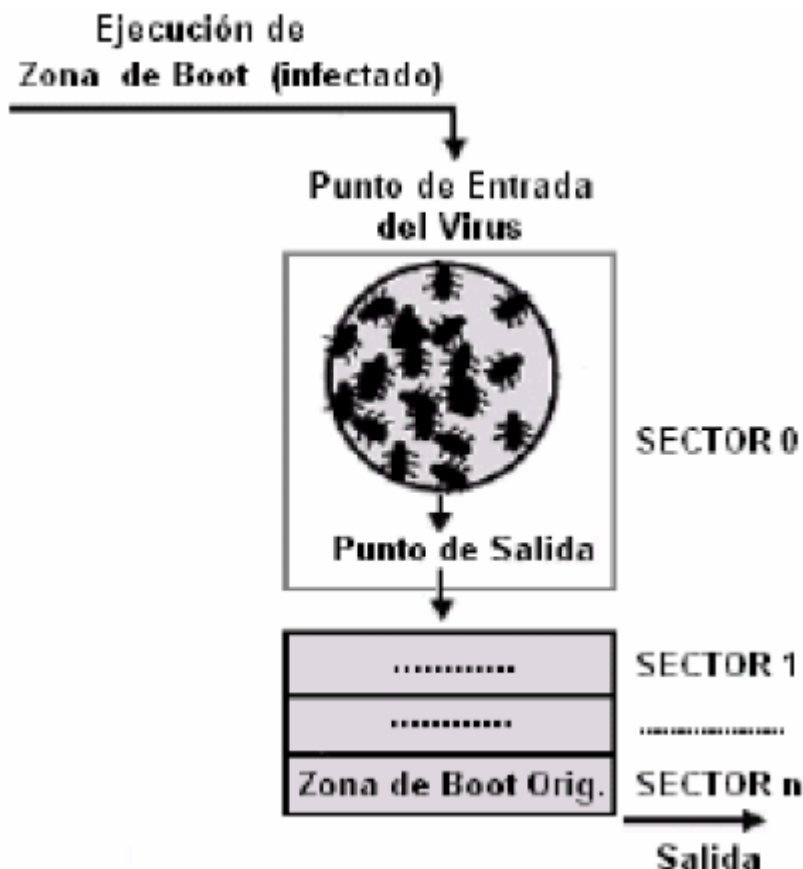 Ejecución de
Zona de Boot (infectado)
Punto de Entrada
del Virus
SECTOR 0
Punto de Salida
............ SECTOR 1
............ ..................
Zona de Boot Orig. SECTOR n
Salida